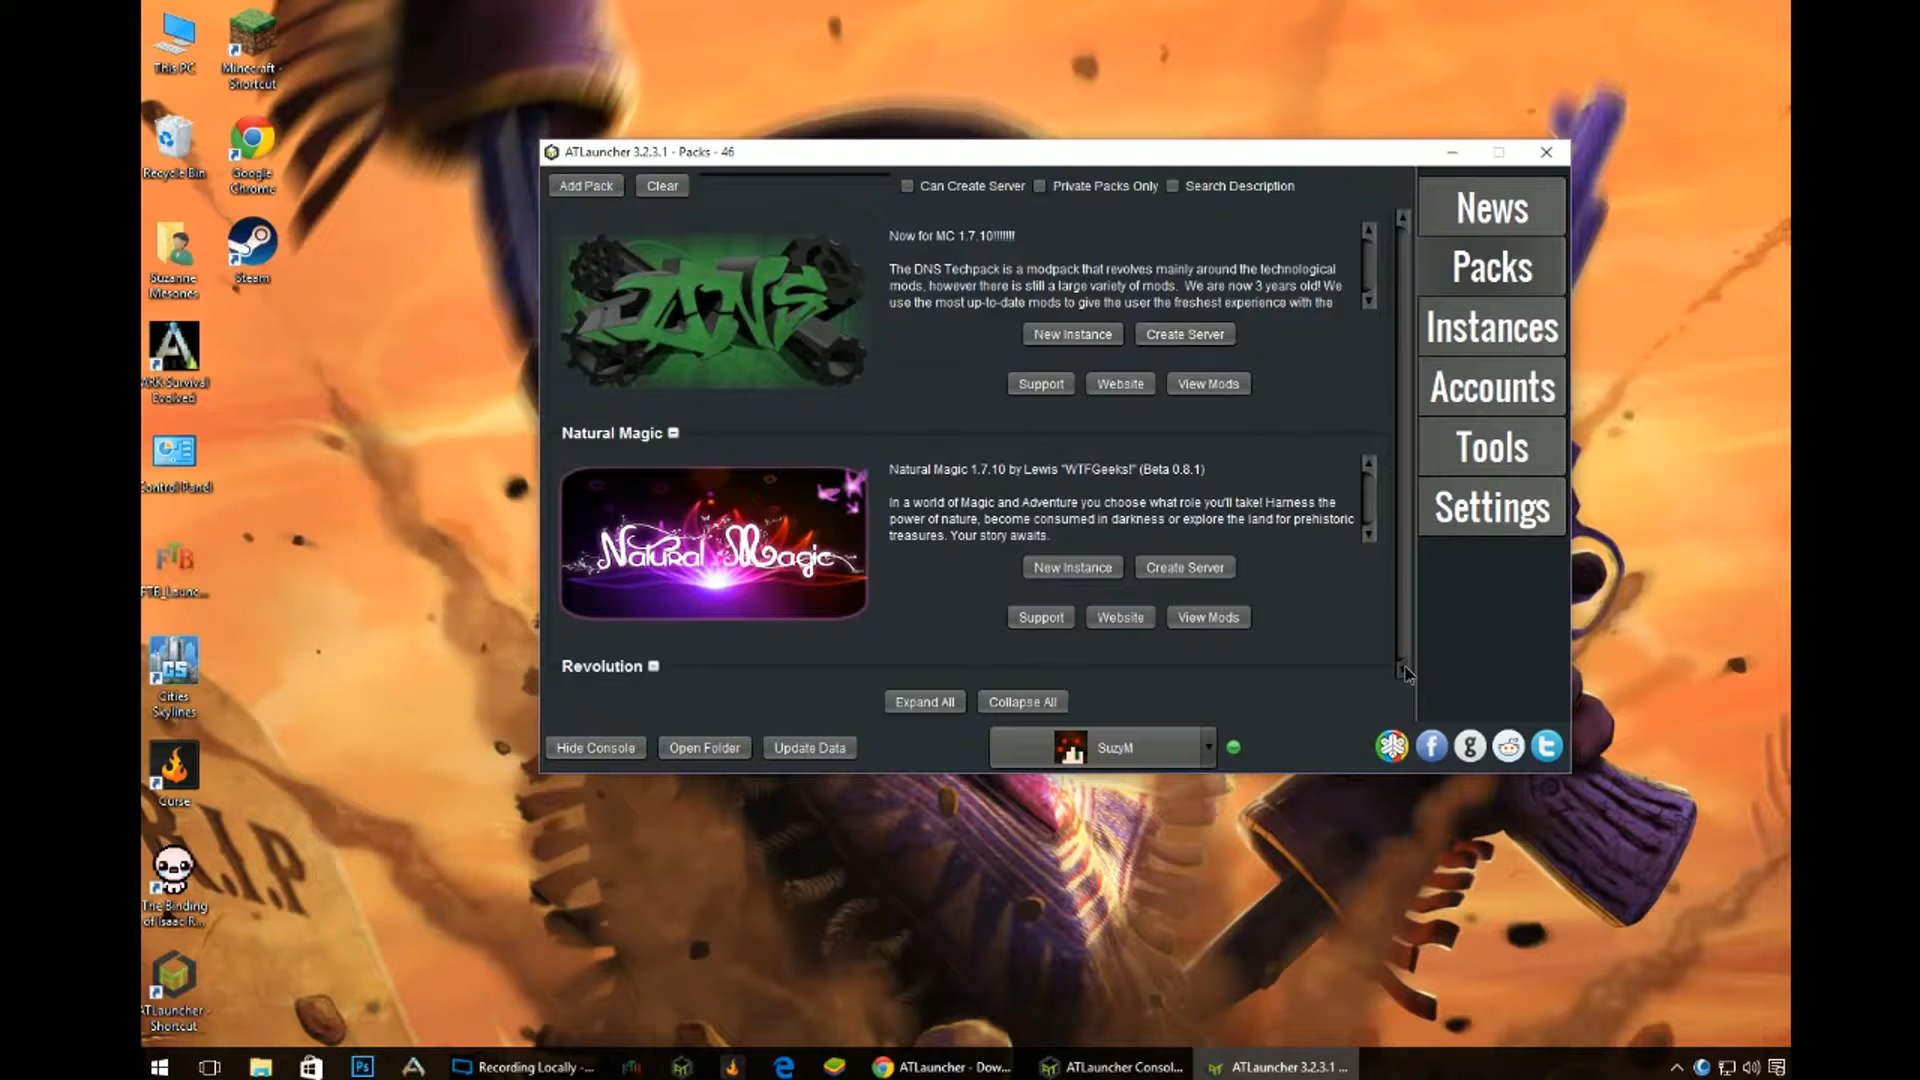 This PC
Minecraft -
Shortcut
Recycle Bin
Google
Chrome
Suzanne
Mesones
Steam
ARK Survival
Evolved
Control Panel
FTB
FTB_Launc...
CS
Cities
Skylines
Curse
R.I.P
The Binding
of Isaac R...
ATLauncher -
Shortcut
ATLauncher 3.2.3.1 - Packs - 46
Add Pack
Clear
Can Create Server
Private Packs Only
Search Description
DNS
Now for MC 1.7.10!!!!!!!
The DNS Techpack is a modpack that revolves mainly around the technological
mods, however there is still a large variety of mods. We are now 3 years old! We
use the most up-to-date mods to give the user the freshest experience with the
New Instance
Create Server
Support
Website
View Mods
Natural Magic
Natural Magic
Natural Magic 1.7.10 by Lewis "WTFGeeks!" (Beta 0.8.1)
In a world of Magic and Adventure you choose what role you'll take! Harness the
power of nature, become consumed in darkness or explore the land for prehistoric
treasures. Your story awaits.
New Instance
Create Server
Support
Website
View Mods
Revolution
Expand All
Collapse All
Hide Console
Open Folder
Update Data
SuzyM
News
Packs
Instances
Accounts
Tools
Settings
Ps
Recording Locally -...
ATLauncher - Dow...
ATLauncher Consol...
ATLauncher 3.2.3.1 ...